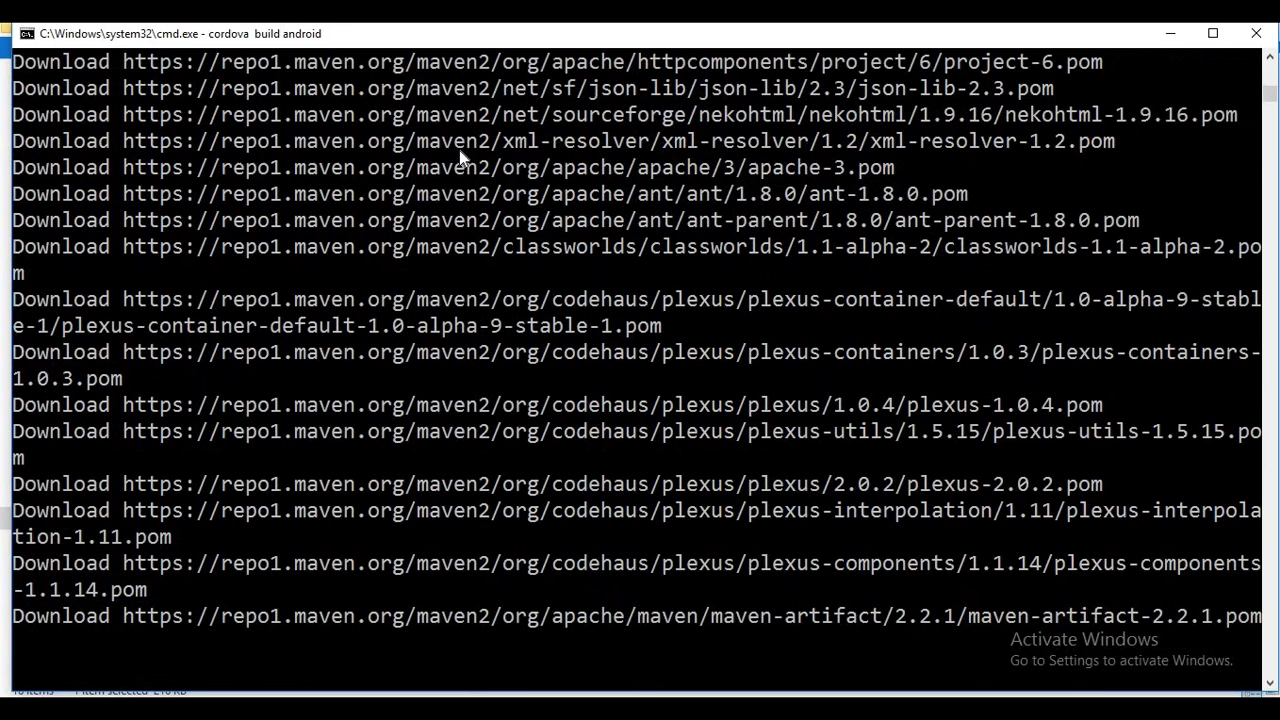 C:\Windows\system32\cmd.exe - cordova  build android
Download https://repo1.maven.org/maven2/org/apache/httpcomponents/project/6/project-6.pom
Download https://repo1.maven.org/maven2/net/sf/json-lib/json-lib/2.3/json-lib-2.3.pom
Download https://repo1.maven.org/maven2/net/sourceforge/nekohtml/nekohtml/1.9.16/nekohtml-1.9.16.pom
Download https://repo1.maven.org/maven2/xml-resolver/xml-resolver/1.2/xml-resolver-1.2.pom
Download https://repo1.maven.org/maven2/org/apache/apache/3/apache-3.pom
Download https://repo1.maven.org/maven2/org/apache/ant/ant/1.8.0/ant-1.8.0.pom
Download https://repo1.maven.org/maven2/org/apache/ant/ant-parent/1.8.0/ant-parent-1.8.0.pom
Download https://repo1.maven.org/maven2/classworlds/classworlds/1.1-alpha-2/classworlds-1.1-alpha-2.po
m
Download https://repo1.maven.org/maven2/org/codehaus/plexus/plexus-container-default/1.0-alpha-9-stabl
e-1/plexus-container-default-1.0-alpha-9-stable-1.pom
Download https://repo1.maven.org/maven2/org/codehaus/plexus/plexus-containers/1.0.3/plexus-containers-
1.0.3.pom
Download https://repo1.maven.org/maven2/org/codehaus/plexus/plexus/1.0.4/plexus-1.0.4.pom
Download https://repo1.maven.org/maven2/org/codehaus/plexus/plexus-utils/1.5.15/plexus-utils-1.5.15.po
m
Download https://repo1.maven.org/maven2/org/codehaus/plexus/plexus/2.0.2/plexus-2.0.2.pom
Download https://repo1.maven.org/maven2/org/codehaus/plexus/plexus-interpolation/1.11/plexus-interpola
tion-1.11.pom
Download https://repo1.maven.org/maven2/org/codehaus/plexus/plexus-components/1.1.14/plexus-components
-1.1.14.pom
Download https://repo1.maven.org/maven2/org/apache/maven/maven-artifact/2.2.1/maven-artifact-2.2.1.pom
Activate Windows
Go to Settings to activate Windows.